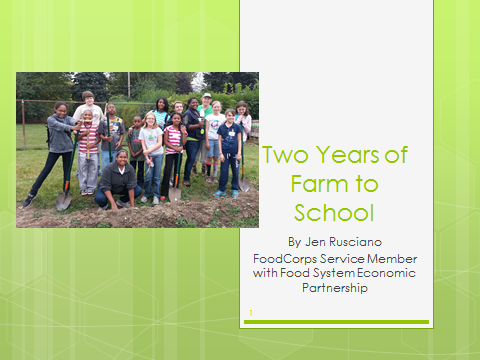 Two Years of
Farm to
School
By Jen Rusciano
FoodCorps Service Member
with Food System Economic
Partnership
1